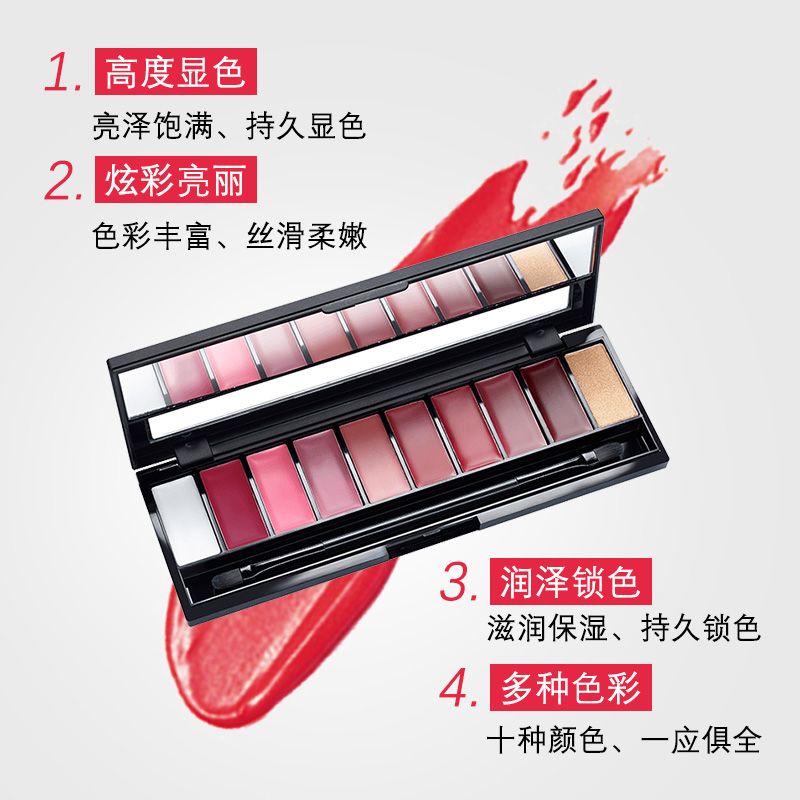 1. 高度显色
亮泽饱满、持久显色
2. 炫彩亮丽
色彩丰富、丝滑柔嫩
3. 润泽锁色
滋润保湿、持久锁色
4. 多种色彩
十种颜色、一应俱全